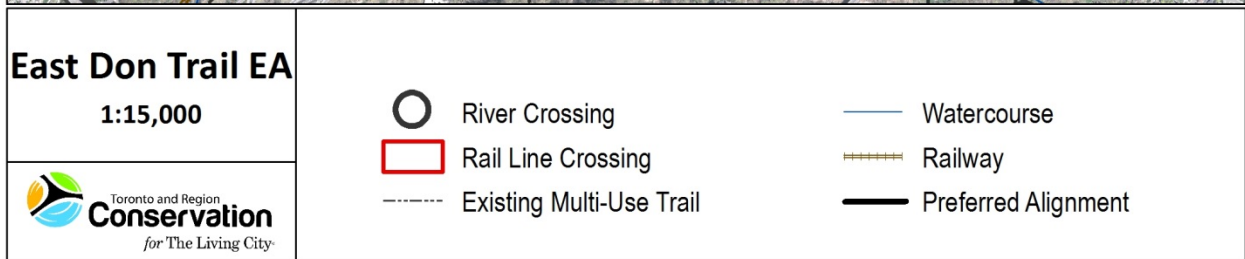 East Don Trail EA
1:15,000
Toronto and Region
Conservation
for The Living City
River Crossing
Rail Line Crossing
Existing Multi-Use Trail
Watercourse
Railway
Preferred Alignment